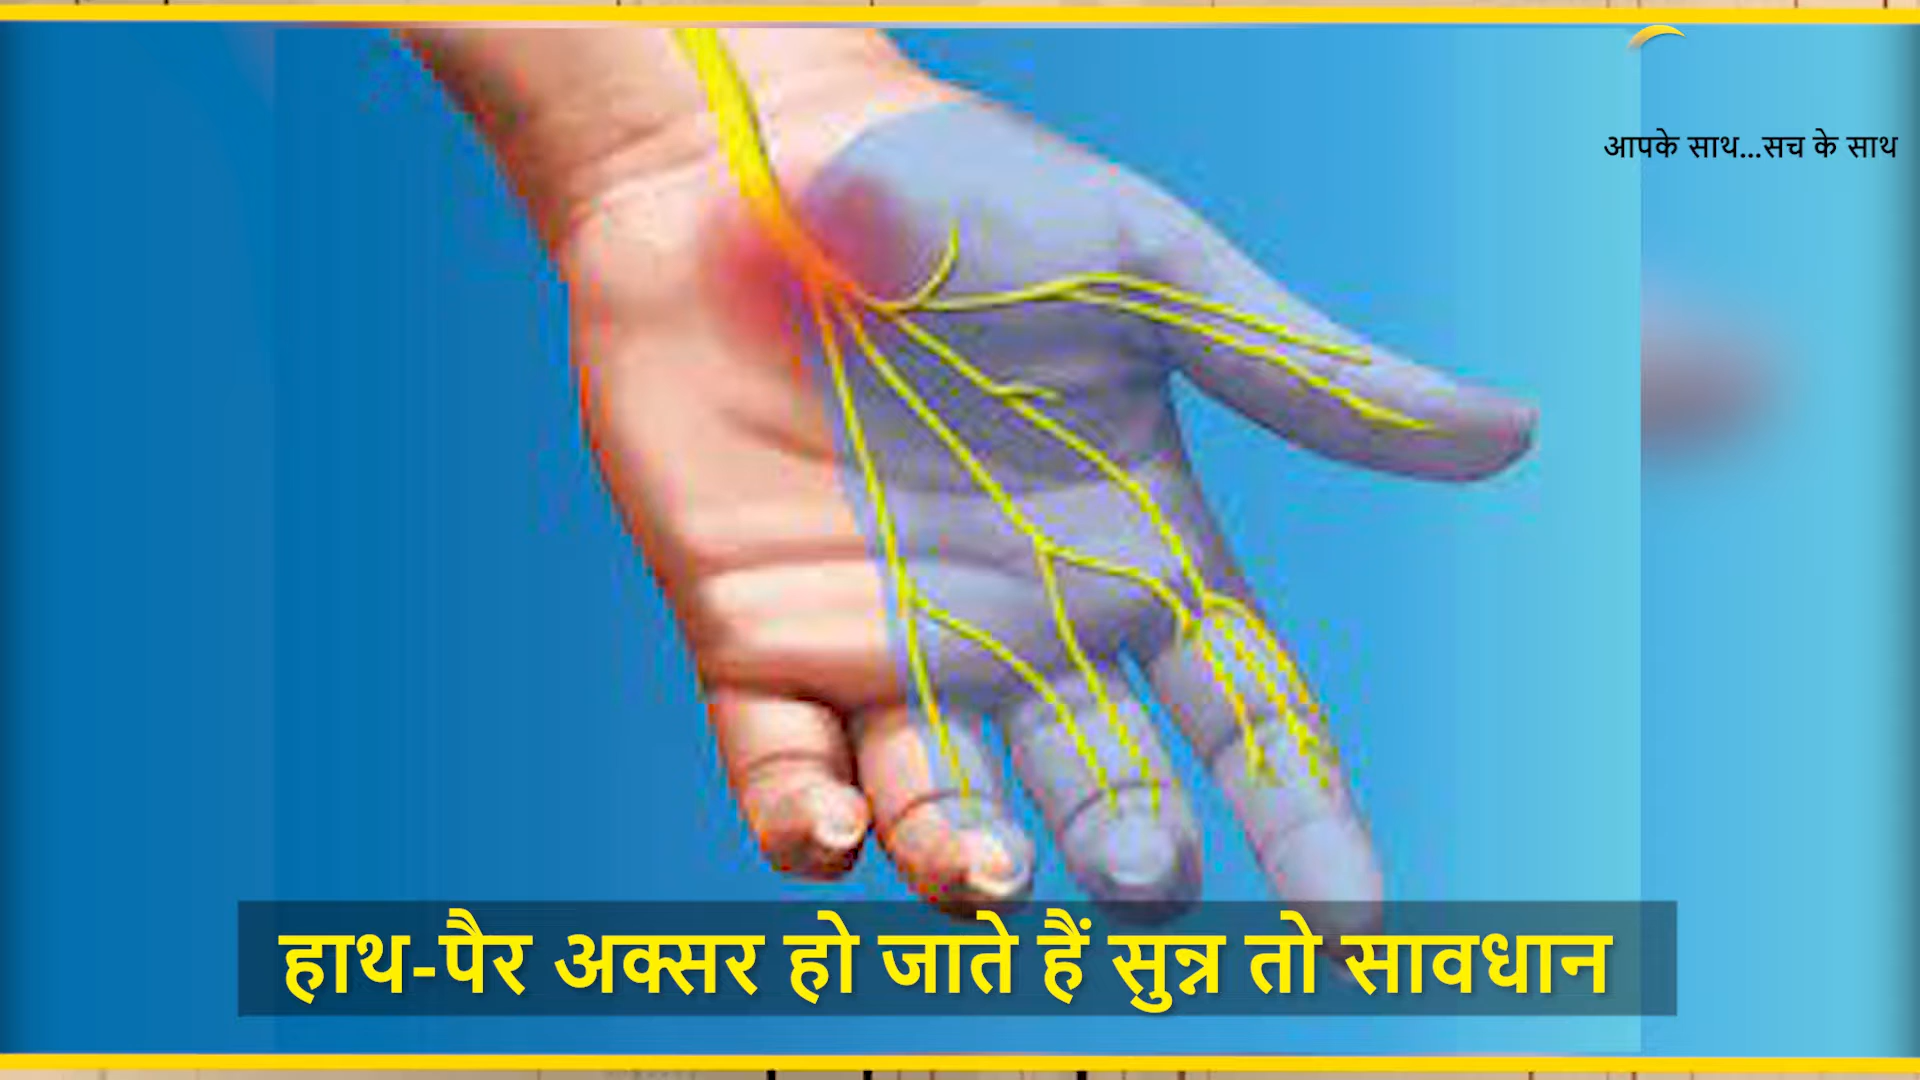 आपके साथ...सच के साथ
हाथ-पैर अक्सर हो जाते हैं सुन्न तो सावधान